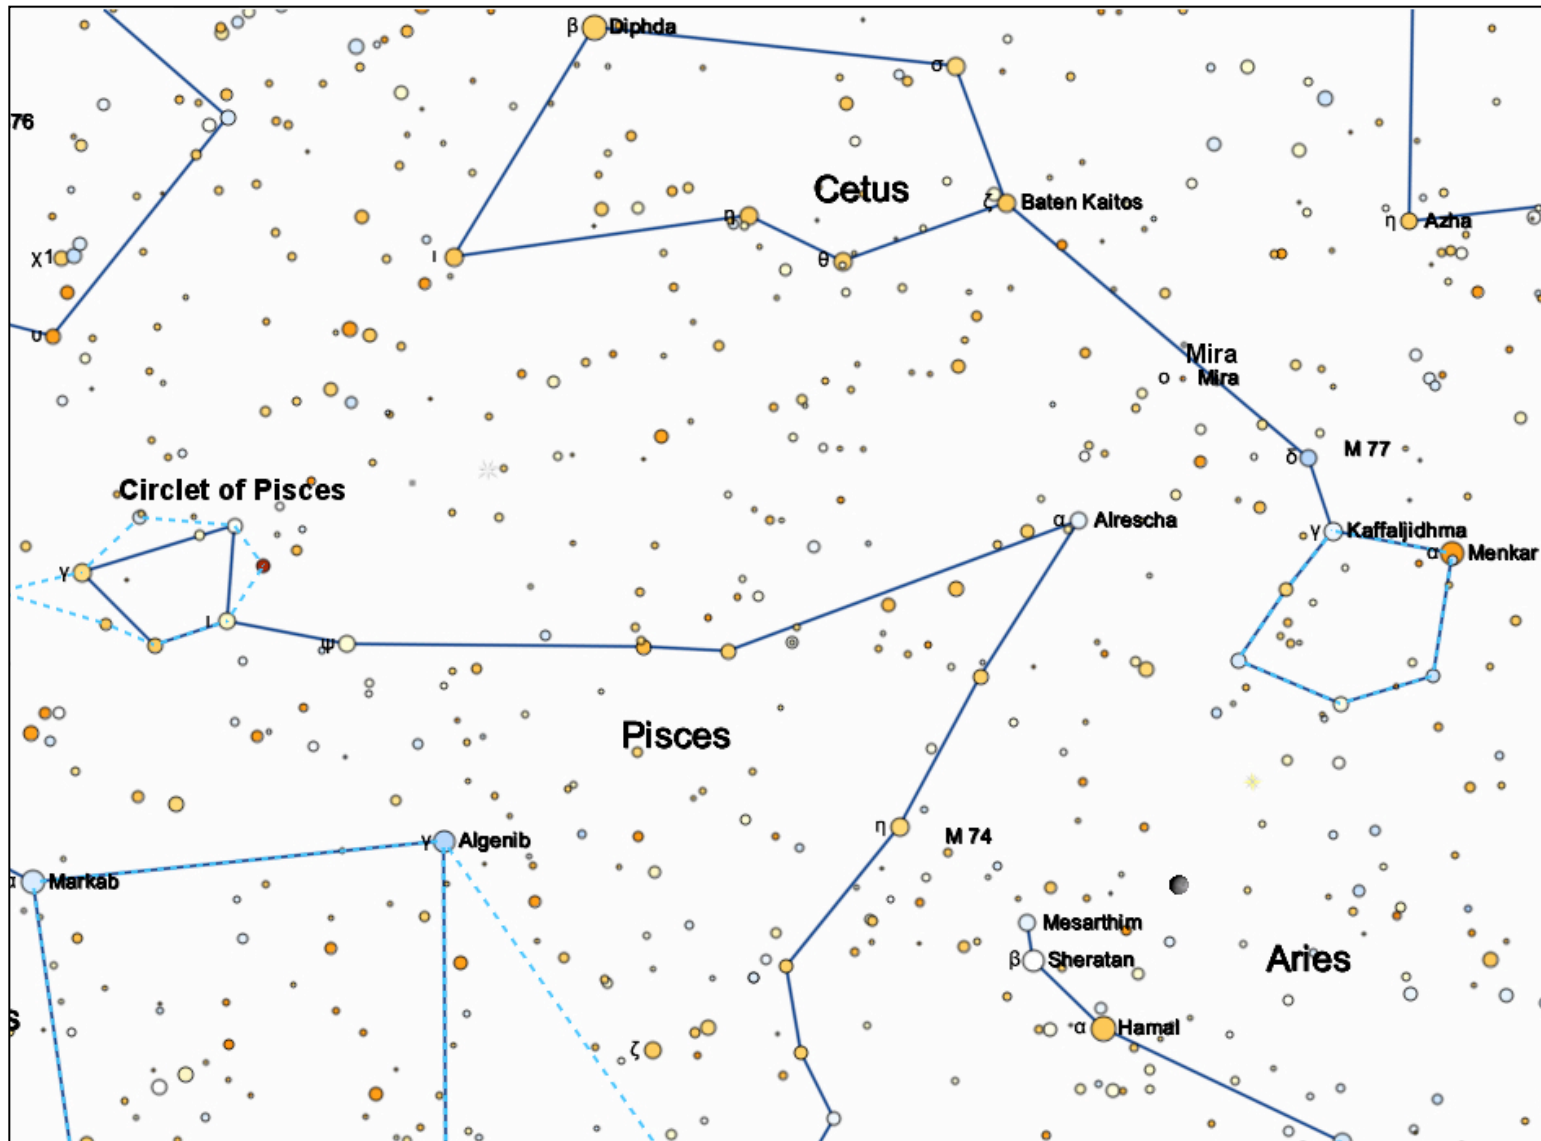 β Diphda
σ
76
Cetus
ζ Baten Kaitos
η
η Azha
χ1
ι
θ
υ
Mira
ο Mira
M 77
δ
Circlet of Pisces
α Alrescha
γ Kaffaljidhma
α Menkar
γ
ι
ψ
Pisces
η
M 74
γ Algenib
α Markab
Mesarthim
β Sheratan
Aries
s
α Hamal
ζ